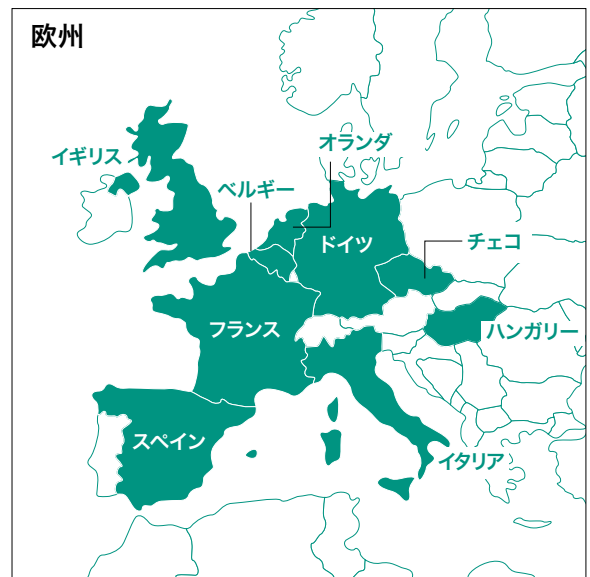 欧州
オランダ
イギリス
ベルギー
ドイツ
チェコ
フランス
ハンガリー
スペイン
イタリア